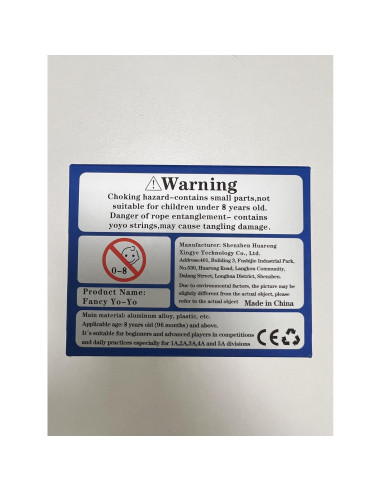 ⚠Warning
Choking hazard-contains small parts,not
suitable for children under 8 years old.
Danger of rope entanglement- contains
yoyo strings,may cause tangling damage.
0-8
Product Name:
Fancy Yo-Yo
Manufacturer: Shenzhen Huarong
Xingye Technology Co., Ltd.
Address:401, Building 3, Fushqie Industrial Park,
No.530, Huarong Road, Langkou Community,
Dalang Street, Longhua District, Shenzhen.
Due to environmental factors, the picture may be
slightly different from the actual object, please
refer to the actual object! Made in China
Main material: aluminum alloy, plastic, etc.
Applicable age: 8 years old (96 months) and above.
It's suitable for beginners and advanced players in competitions
and daily practices especially for 1A,2A,3A,4A and 5A divisions
CE